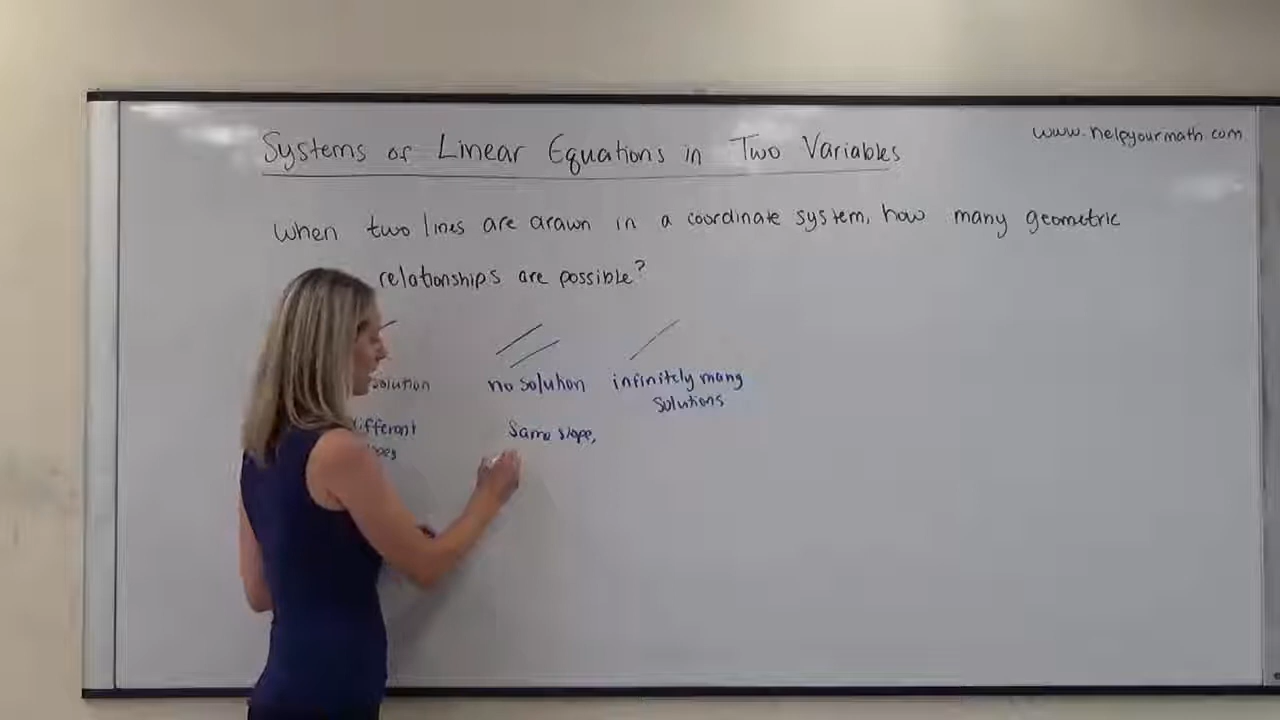 Systems of Linear Equations in Two Variables
www.helpyourmath.com
When two lines are drawn in a coordinate system, how many geometric
relationships are possible?
solution
no solution
infinitely many
solutions
different
Same slope,